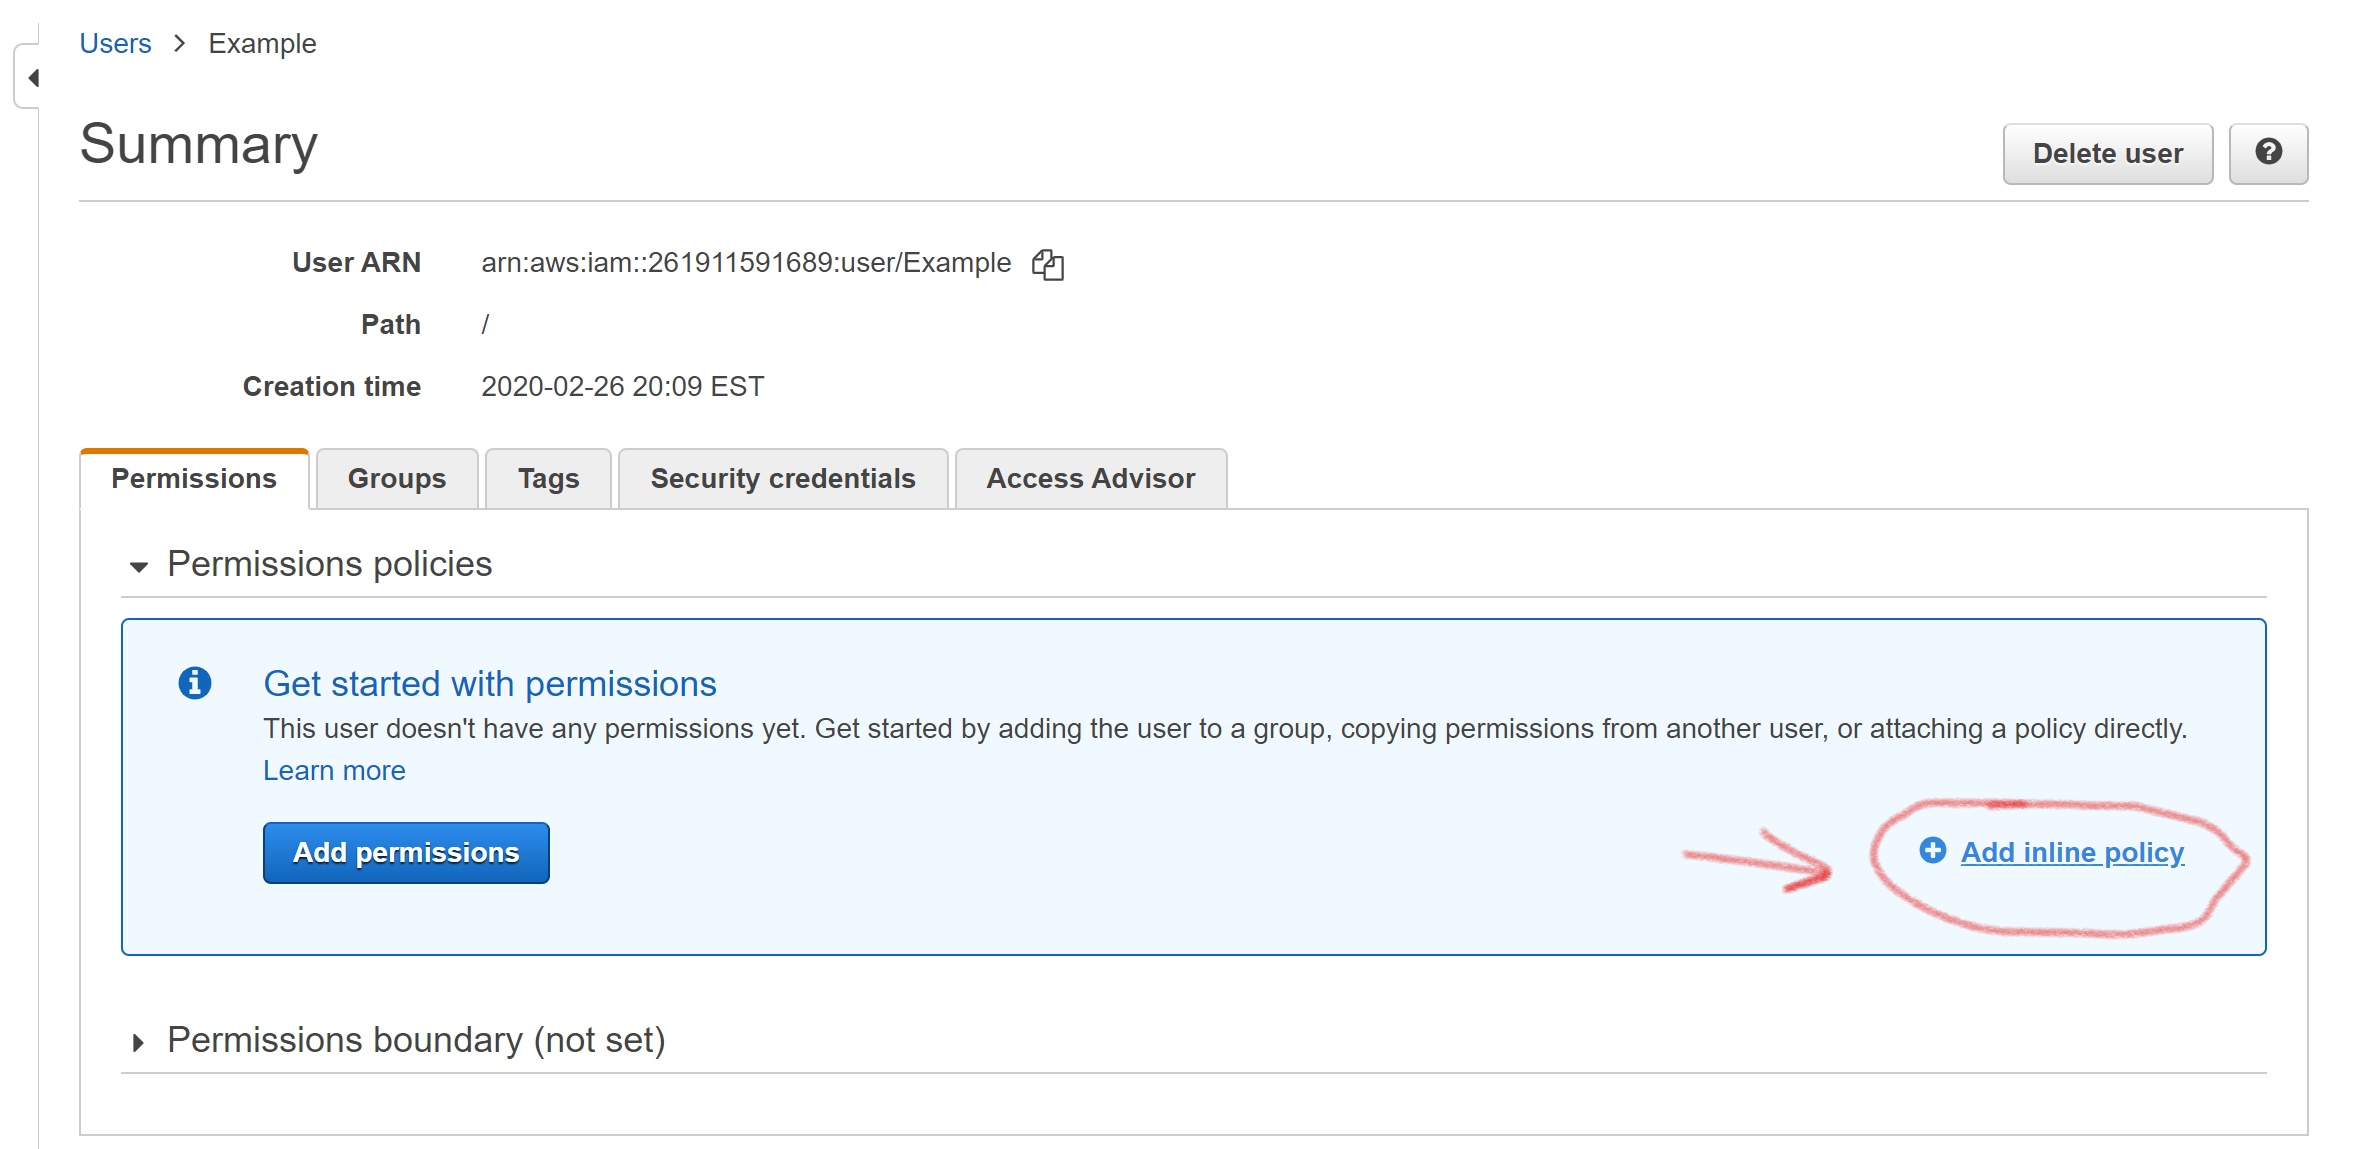 Users > Example
Summary
Delete user
User ARN arn:aws:iam::261911591689:user/Example
Path /
Creation time 2020-02-26 20:09 EST
Permissions Groups Tags Security credentials Access Advisor
Permissions policies
Get started with permissions
This user doesn't have any permissions yet. Get started by adding the user to a group, copying permissions from another user, or attaching a policy directly.
Learn more
Add permissions
Add inline policy
Permissions boundary (not set)